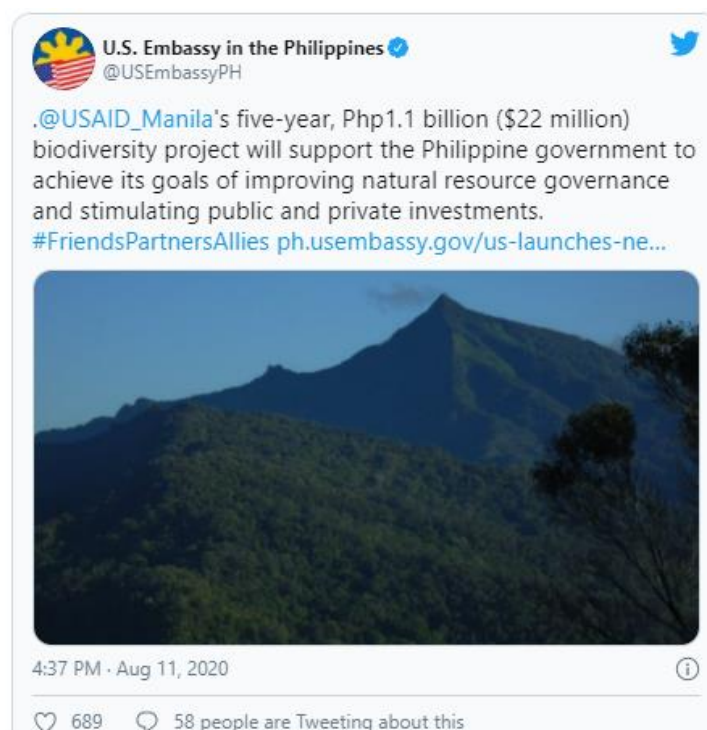 U.S. Embassy in the Philippines
@USEmbassyPH
.@USAID_Manila's five-year, Php1.1 billion ($22 million)
biodiversity project will support the Philippine government to
achieve its goals of improving natural resource governance
and stimulating public and private investments.
#FriendsPartnersAllies ph.usembassy.gov/us-launches-ne...
4:37 PM · Aug 11, 2020
689 58 people are Tweeting about this